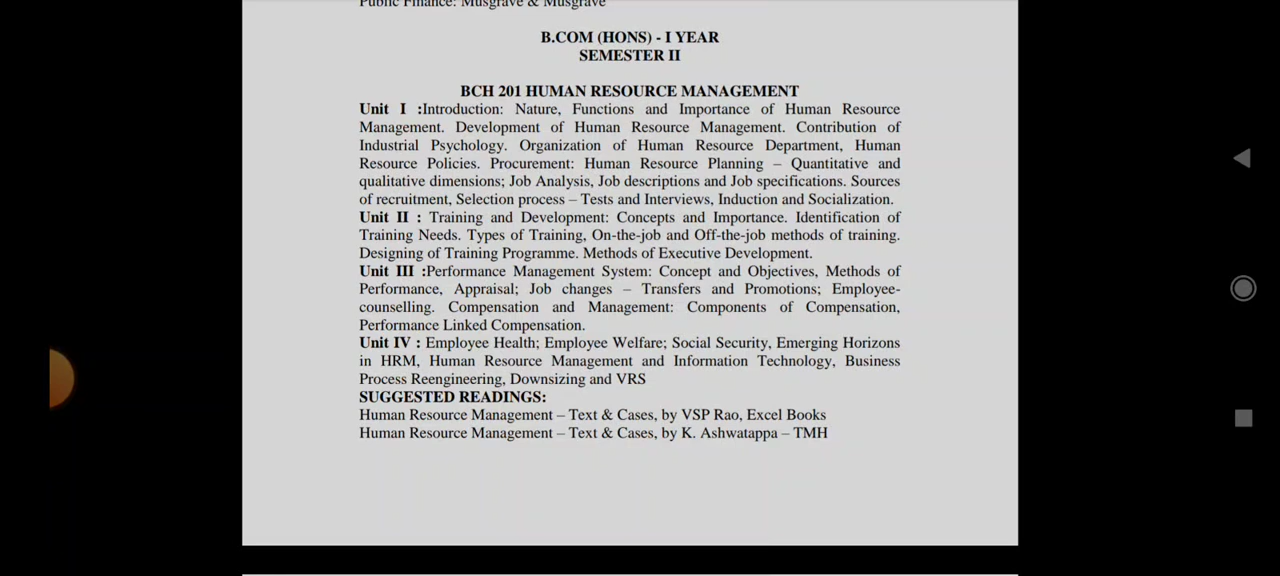 Public Finance: Musgrave & Musgrave
B.COM (HONS) - I YEAR
SEMESTER II
BCH 201 HUMAN RESOURCE MANAGEMENT
Unit I :Introduction: Nature, Functions and Importance of Human Resource
Management. Development of Human Resource Management. Contribution of
Industrial Psychology. Organization of Human Resource Department, Human
Resource Policies. Procurement: Human Resource Planning – Quantitative and
qualitative dimensions; Job Analysis, Job descriptions and Job specifications. Sources
of recruitment, Selection process – Tests and Interviews, Induction and Socialization.
Unit II : Training and Development: Concepts and Importance. Identification of
Training Needs. Types of Training, On-the-job and Off-the-job methods of training.
Designing of Training Programme. Methods of Executive Development.
Unit III :Performance Management System: Concept and Objectives, Methods of
Performance, Appraisal; Job changes – Transfers and Promotions; Employee-
counselling. Compensation and Management: Components of Compensation,
Performance Linked Compensation.
Unit IV : Employee Health; Employee Welfare; Social Security, Emerging Horizons
in HRM, Human Resource Management and Information Technology, Business
Process Reengineering, Downsizing and VRS
SUGGESTED READINGS:
Human Resource Management – Text & Cases, by VSP Rao, Excel Books
Human Resource Management – Text & Cases, by K. Ashwatappa – TMH